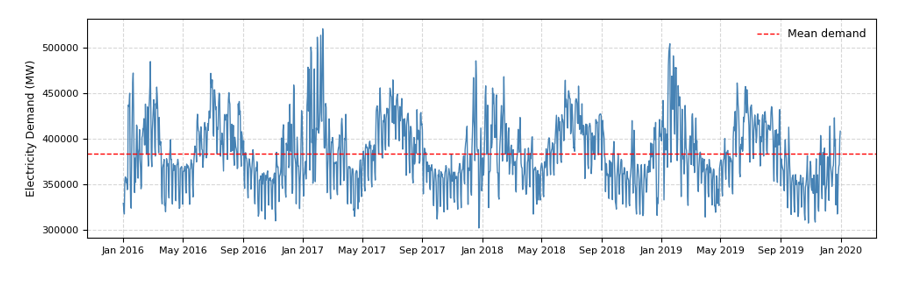 Mean demand
Electricity Demand (MW)
500000
450000
400000
350000
300000
Jan 2016 May 2016 Sep 2016 Jan 2017 May 2017 Sep 2017 Jan 2018 May 2018 Sep 2018 Jan 2019 May 2019 Sep 2019 Jan 2020